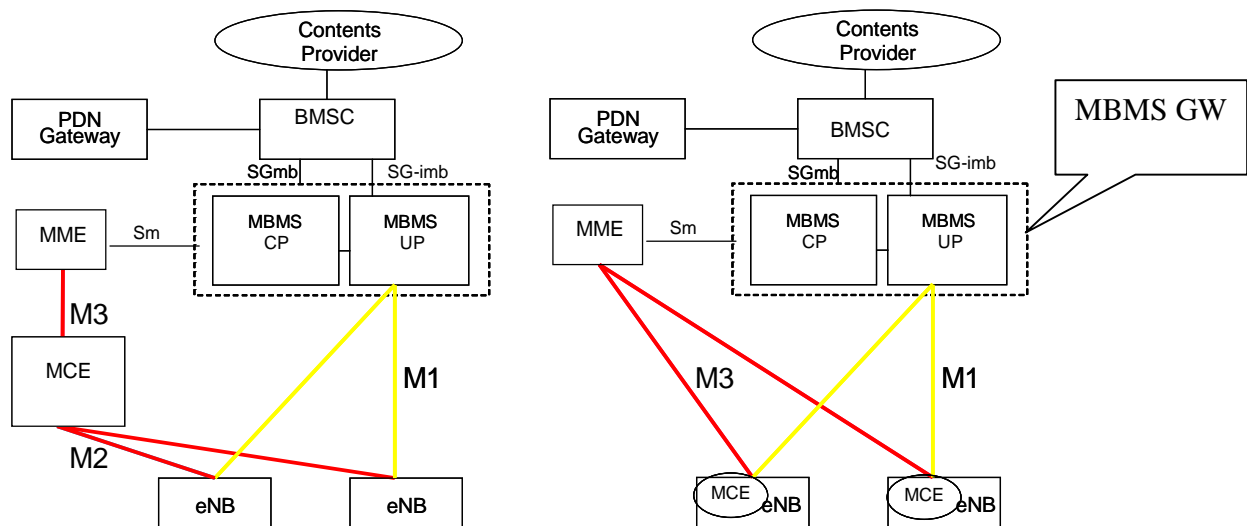 Contents
Provider
PDN
Gateway
BMSC
SGmb
SG-imb
MBMS
CP
MBMS
UP
MME
Sm
M3
MCE
M1
M2
eNB
eNB
Contents
Provider
MBMS GW
PDN
Gateway
BMSC
SGmb
SG-imb
MBMS
CP
MBMS
UP
MME
Sm
M3
M1
MCE
eNB
MCE
eNB